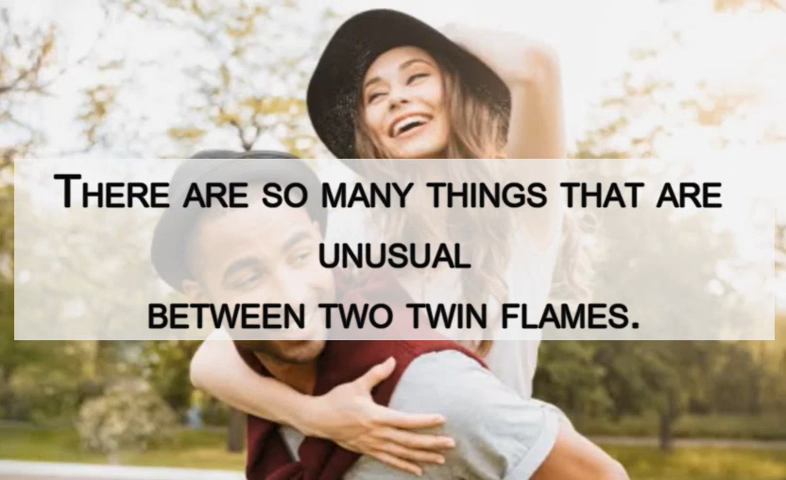 There are so many things that are
unusual
between two twin flames.